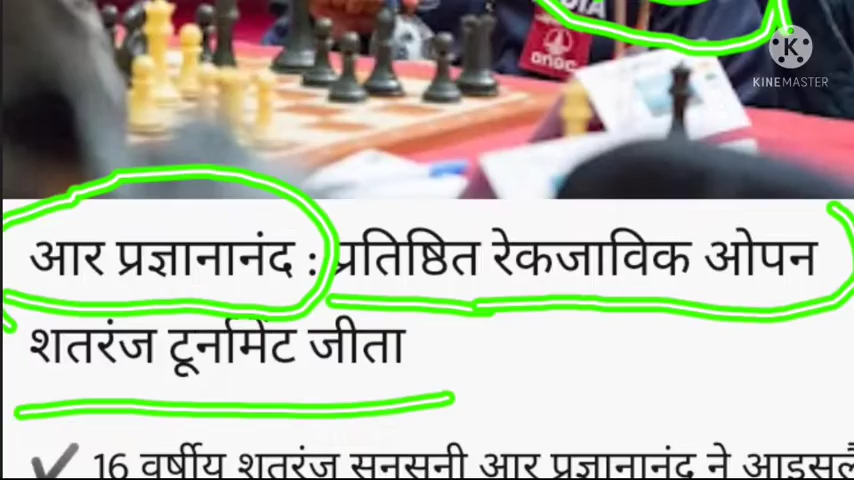 KINEMASTER
आर प्रज्ञानानंद : प्रतिष्ठित रेकजाविक ओपन
शतरंज टूर्नामेंट जीता
✔ 16 वर्षीय शतरंज सनसनी आर प्रज्ञानानंद ने